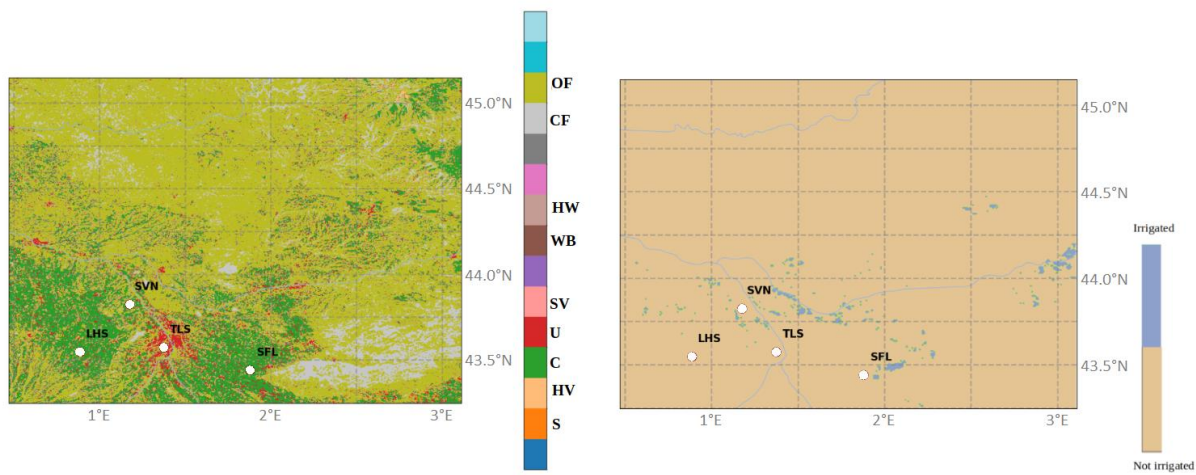 45.0°N
44.5°N
44.0°N
43.5°N
1°E
2°E
3°E
SVN
LHS
TLS
SFL
OF
CF
HW
WB
SV
U
C
HV
S
45.0°N
44.5°N
44.0°N
43.5°N
1°E
2°E
3°E
SVN
LHS
TLS
SFL
Irrigated
Not irrigated